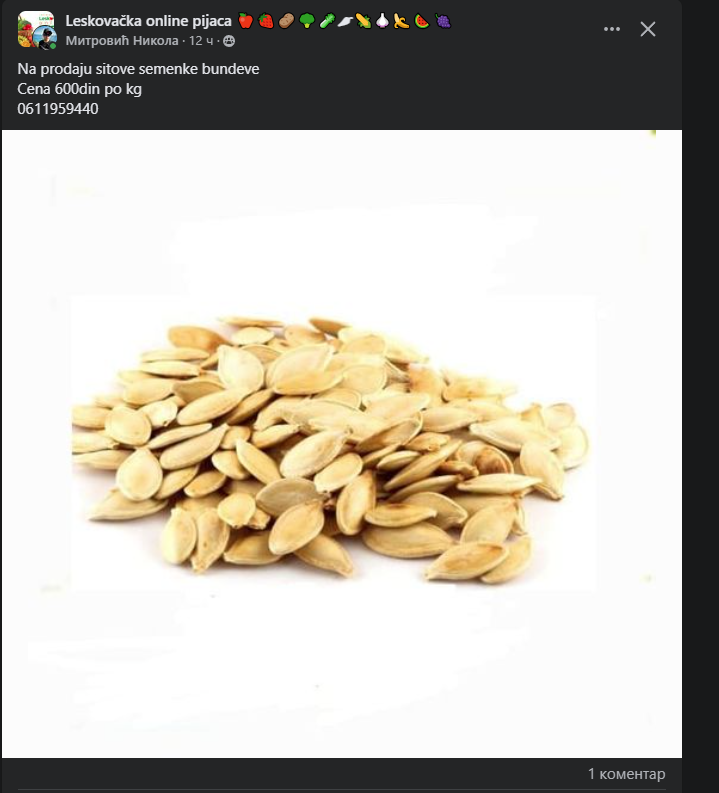 Leskovačka online pijaca 🍎🍓🥔🥦🥒🌶🌽🧄🍌🍉🍇
Митровић Никола · 12 ч ·
Na prodaju sitove semenke bundeve
Cena 600din po kg
0611959440
1 коментар